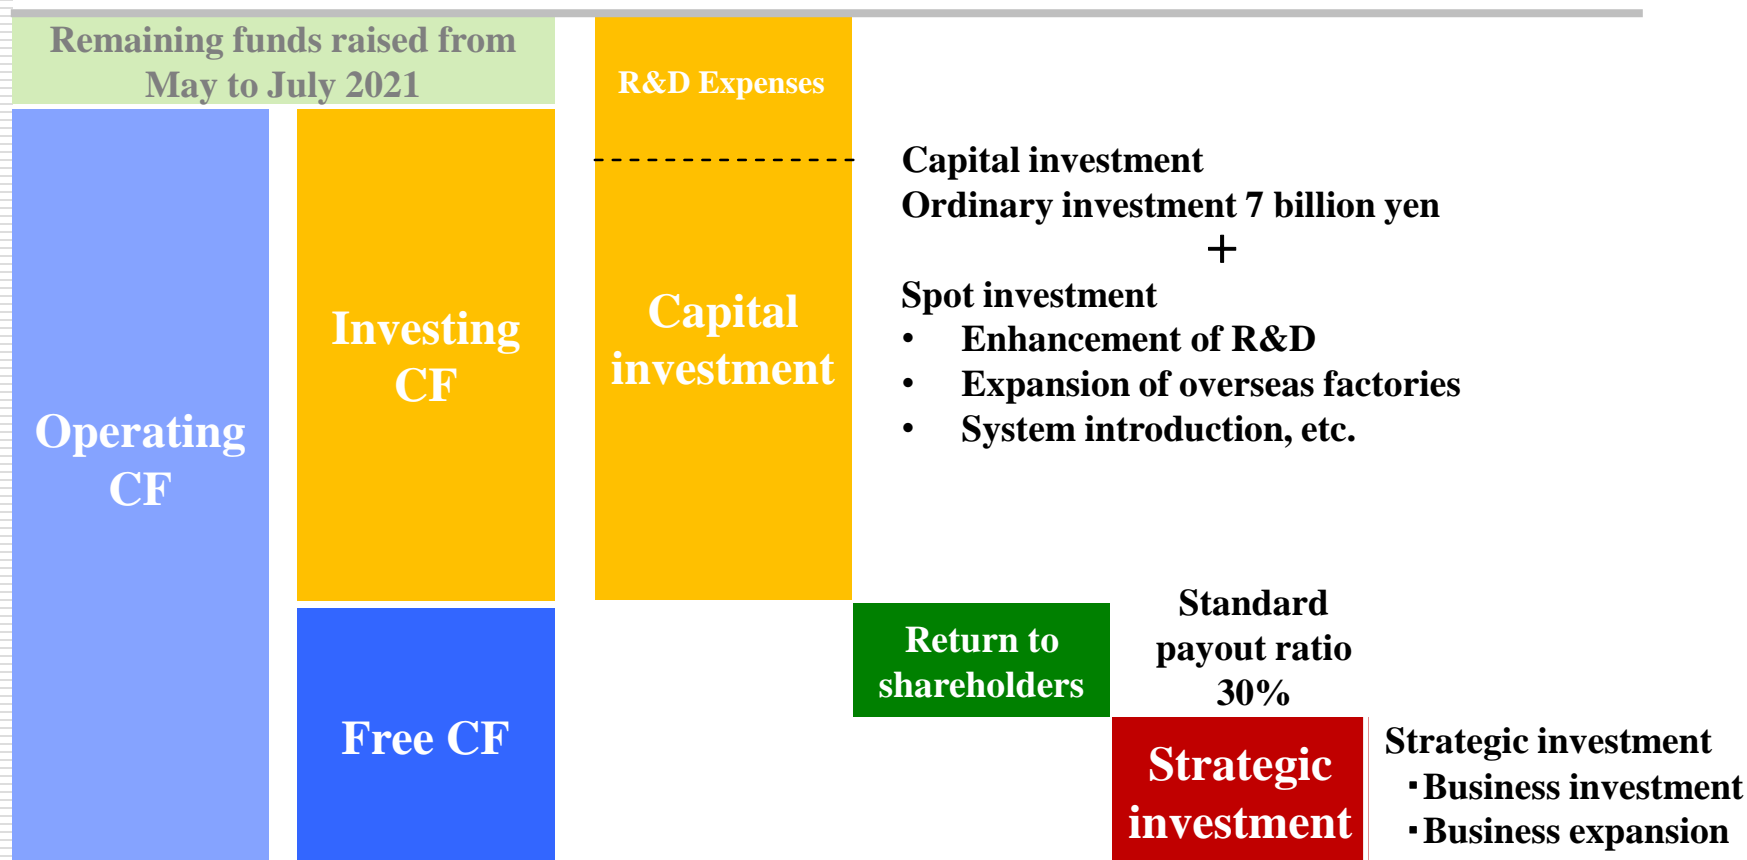 Remaining funds raised from
May to July 2021
R&D Expenses
Operating
CF
Investing
CF
Free CF
Capital
investment
Capital investment
Ordinary investment 7 billion yen
+
Spot investment
• Enhancement of R&D
• Expansion of overseas factories
• System introduction, etc.
Return to
shareholders
Standard
payout ratio
30%
Strategic
investment
Strategic investment
・Business investment
・Business expansion